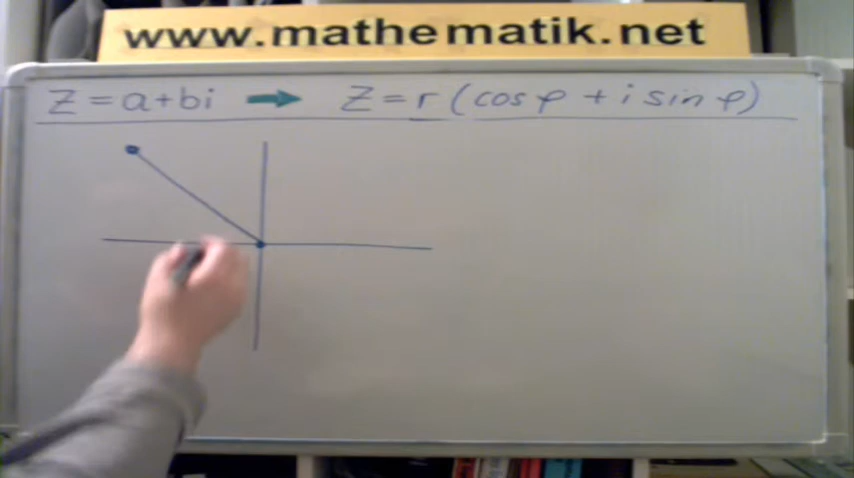 www.mathematik.net
z = a+bi → z = r (cos φ + i sin φ)